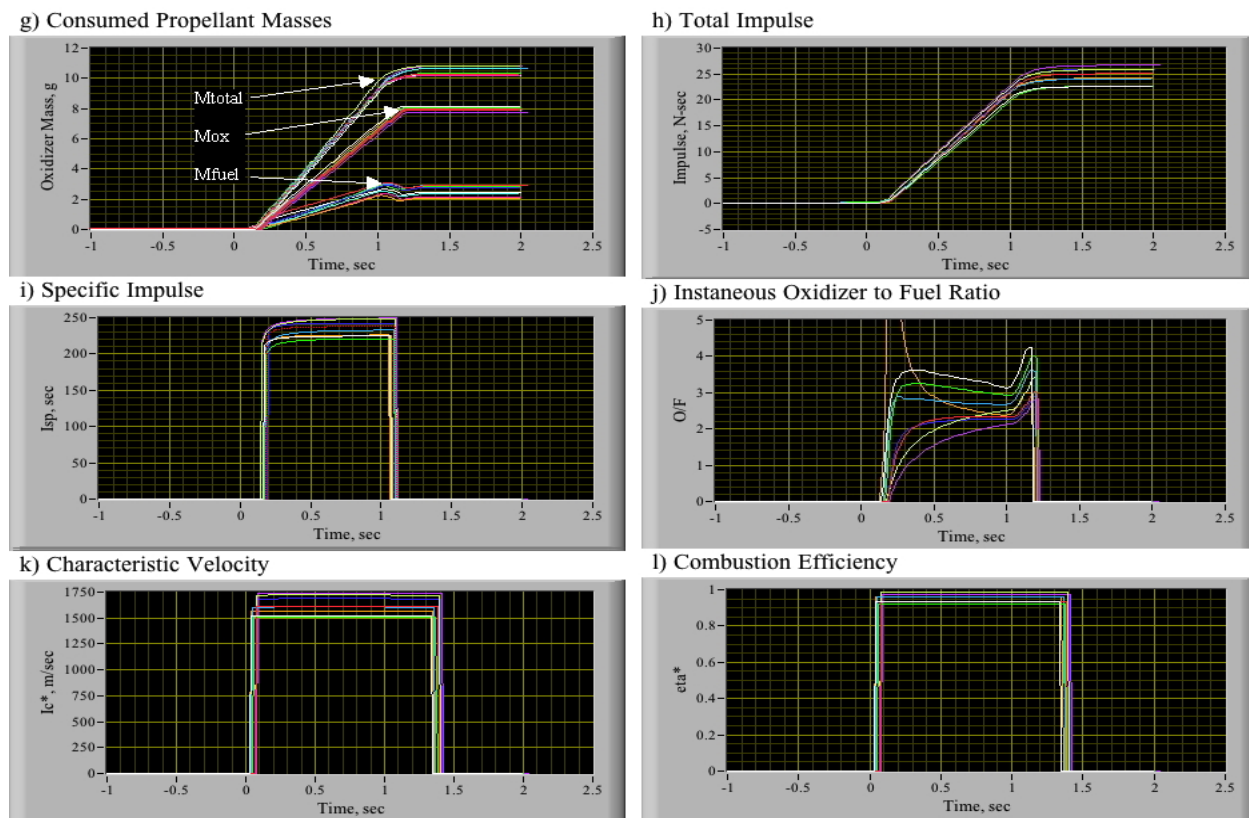 g) Consumed Propellant Masses
12
10
8
6
4
2
0
Oxidizer Mass, g
Mtotal
Mox
Mfuel
-1 -0.5 0 0.5 1 1.5 2 2.5
Time, sec
h) Total Impulse
30
25
20
15
10
5
0
-5
Impulse, N-sec
-1 -0.5 0 0.5 1 1.5 2 2.5
Time, sec
i) Specific Impulse
250
200
150
100
50
0
Isp, sec
-1 -0.5 0 0.5 1 1.5 2 2.5
Time, sec
j) Instaneous Oxidizer to Fuel Ratio
5
4
3
2
1
0
O/F
-1 -0.5 0 0.5 1 1.5 2 2.5
Time, sec
k) Characteristic Velocity
1750
1500
1250
1000
750
500
250
0
Ic*, m/sec
-1 -0.5 0 0.5 1 1.5 2 2.5
Time, sec
l) Combustion Efficiency
1
0.8
0.6
0.4
0.2
0
eta*
-1 -0.5 0 0.5 1 1.5 2 2.5
Time, sec